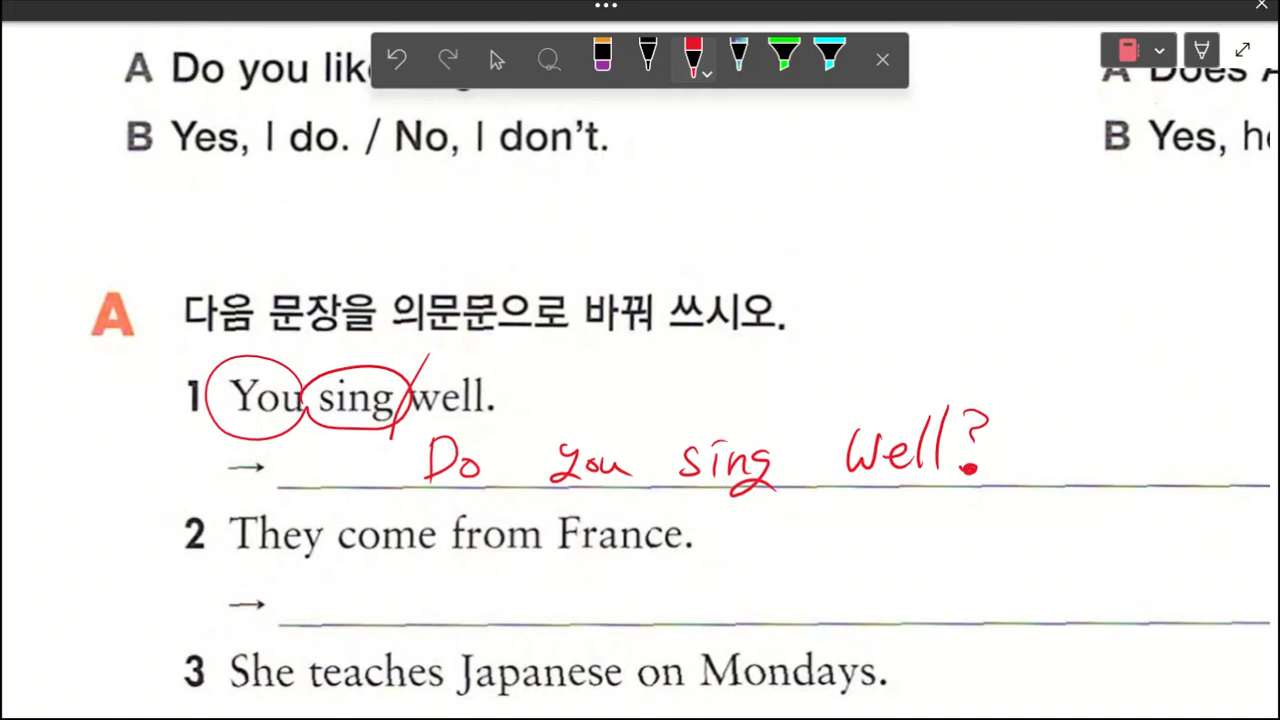 A Do you lik
A Does A
B Yes, I do. / No, I don't.
B Yes, he
A 다음 문장을 의문문으로 바꿔 쓰시오.
1 You sing well.
→ Do you sing well?
2 They come from France.
→
3 She teaches Japanese on Mondays.